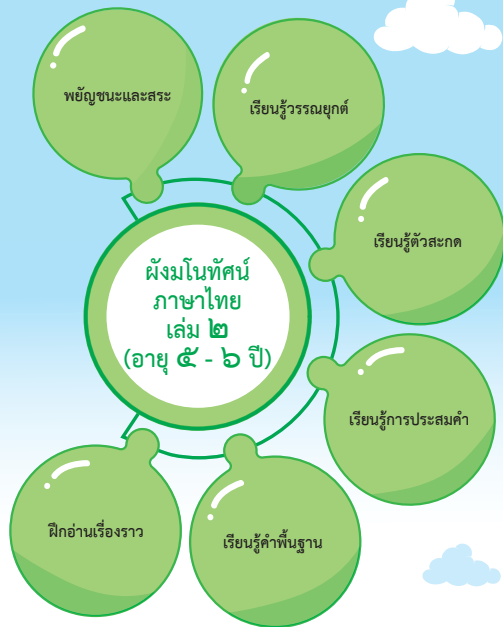 พยัญชนะและสระ
เรียนรู้วรรณยุกต์
เรียนรู้ตัวสะกด
เรียนรู้การประสมคำ
เรียนรู้คำพื้นฐาน
ฝึกอ่านเรื่องราว
ผังมโนทัศน์
ภาษาไทย
เล่ม ๒
(อายุ ๕ - ๖ ปี)